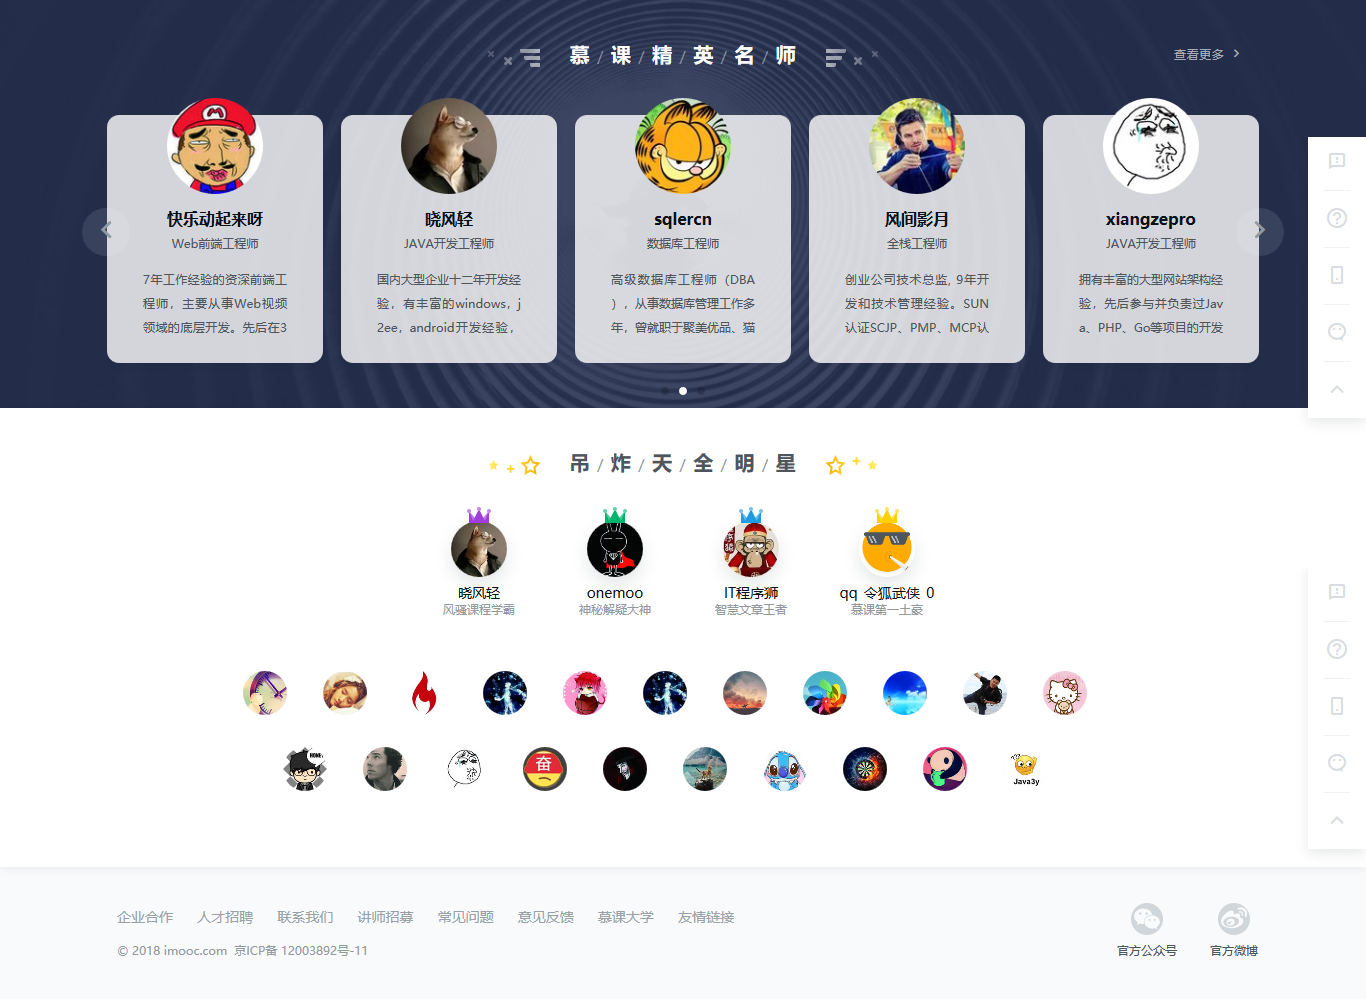 慕/课/精/英/名/师
查看更多
快乐动起来呀
Web前端工程师
7年工作经验的资深前端工
程师，主要从事Web视频
领域的底层开发。先后在3
晓风轻
JAVA开发工程师
国内大型企业十二年开发经
验，有丰富的windows，j
2ee，android开发经验，
sqlercn
数据库工程师
高级数据库工程师（DBA
），从事数据库管理工作多
年，曾就职于聚美优品、猫
风间影月
全栈工程师
创业公司技术总监, 9年开
发和技术管理经验。SUN
认证SCJP、PMP、MCP认
xiangzepro
JAVA开发工程师
拥有丰富的大型网站架构经
验，先后参与并负责过Jav
a、PHP、Go等项目的开发
吊/炸/天/全/明/星
晓风轻
风骚课程学霸
onemoo
神秘解疑大神
IT程序狮
智慧文章王者
qq_令狐武侠_0
慕课第一土豪
HOME
奋
Java3y
企业合作 人才招聘 联系我们 讲师招募 常见问题 意见反馈 慕课大学 友情链接
© 2018 imooc.com 京ICP备 12003892号-11
官方公众号
官方微博